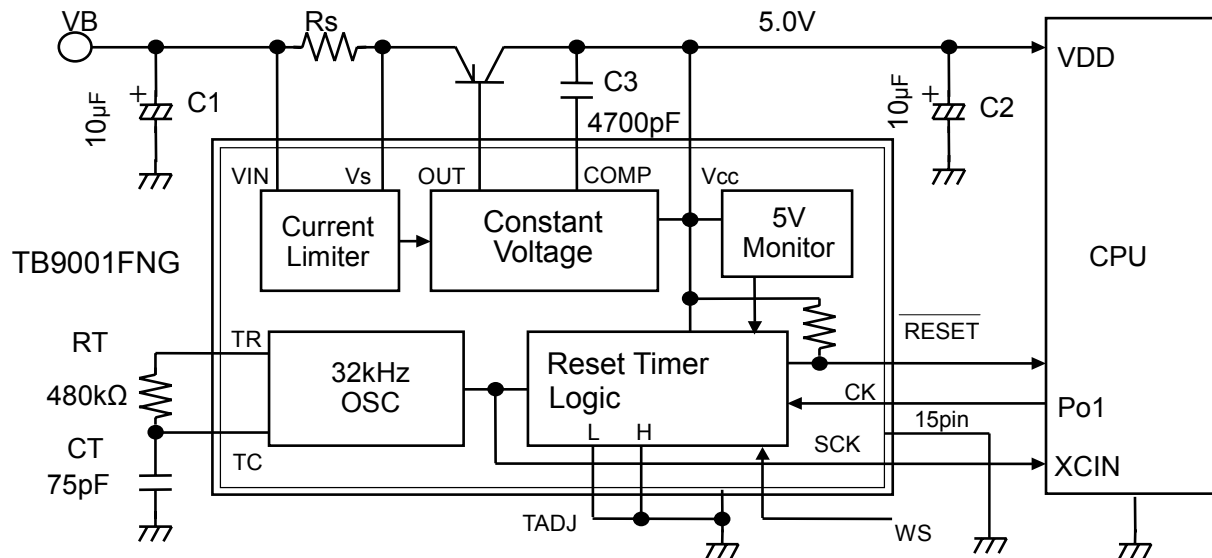 VB
Rs
5.0V
10μF
+
C1
C3
4700pF
10μF
+
C2
VDD
VIN
Vs
OUT
COMP
Vcc
Current
Limiter
Constant
Voltage
5V
Monitor
TB9001FNG
CPU
RT
480kΩ
CT
75pF
TR
TC
32kHz
OSC
Reset Timer
Logic
L
H
RESET
CK
Po1
15pin
SCK
XCIN
TADJ
WS